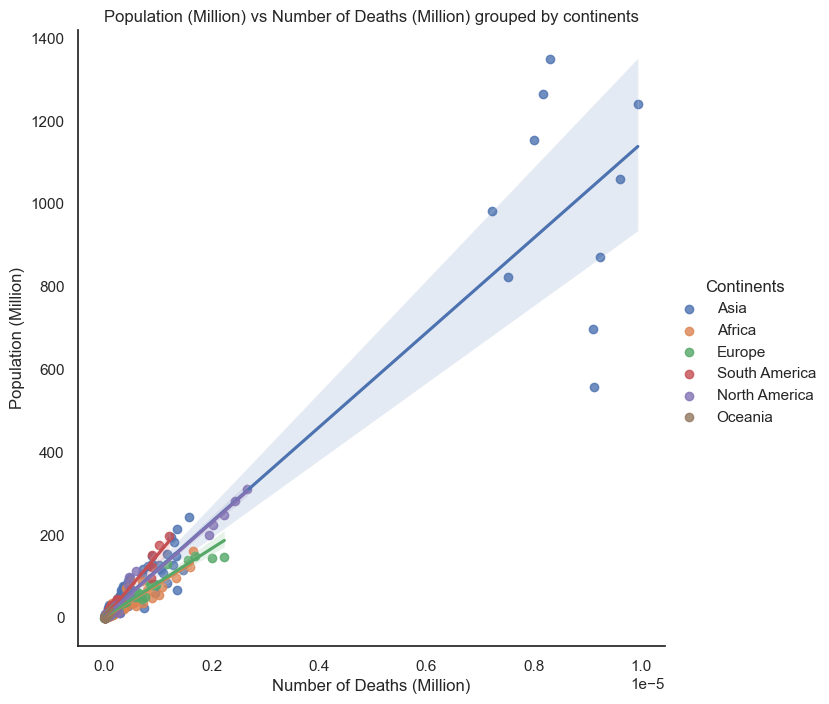 Population (Million) vs Number of Deaths (Million) grouped by continents
1400
1200
1000
800
600
400
200
0
Population (Million)
0.0
0.2
0.4
0.6
0.8
1.0
1e−5
Number of Deaths (Million)
Continents
Asia
Africa
Europe
South America
North America
Oceania